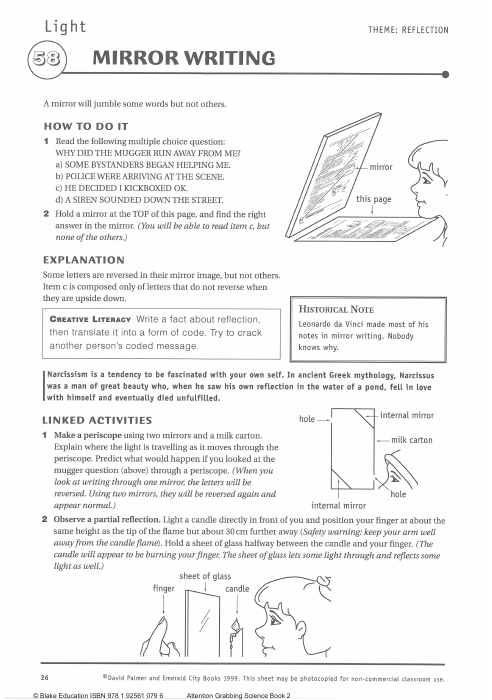 Light
THEME: REFLECTION
58
MIRROR WRITING
A mirror will jumble some words but not others.
HOW TO DO IT
1 Read the following multiple choice question:
WHY DID THE MUGGER RUN AWAY FROM ME?
a) SOME BYSTANDERS BEGAN HELPING ME.
b) POLICE WERE ARRIVING AT THE SCENE.
c) HE DECIDED I KICKBOXED OK.
d) A SIREN SOUNDED DOWN THE STREET.
2 Hold a mirror at the TOP of this page, and find the right
answer in the mirror. (You will be able to read item c, but
none of the others.)
mirror
this page
EXPLANATION
Some letters are reversed in their mirror image, but not others.
Item c is composed only of letters that do not reverse when
they are upside down.
CREATIVE LITERACY Write a fact about reflection,
then translate it into a form of code. Try to crack
another person's coded message.
HISTORICAL NOTE
Leonardo da Vinci made most of his
notes in mirror writing. Nobody
knows why.
Narcissism is a tendency to be fascinated with your own self. In ancient Greek mythology, Narcissus
was a man of great beauty who, when he saw his own reflection in the water of a pond, fell in love
with himself and eventually died unfulfilled.
LINKED ACTIVITIES
1 Make a periscope using two mirrors and a milk carton.
Explain where the light is travelling as it moves through the
periscope. Predict what would happen if you looked at the
mugger question (above) through a periscope. (When you
look at writing through one mirror, the letters will be
reversed. Using two mirrors, they will be reversed again and
appear normal.)
hole
internal mirror
milk carton
hole
internal mirror
2 Observe a partial reflection. Light a candle directly in front of you and position your finger at about the
same height as the tip of the flame but about 30 cm further away (Safety warning: keep your arm well
away from the candle flame). Hold a sheet of glass halfway between the candle and your finger. (The
candle will appear to be burning your finger. The sheet of glass lets some light through and reflects some
light as well.)
sheet of glass
finger
candle
26
©David Palmer and Emerald City Books 1999. This sheet may be photocopied for non-commercial classroom use.
© Blake Education ISBN 978 1 92561 079 6 Attention Grabbing Science Book 2